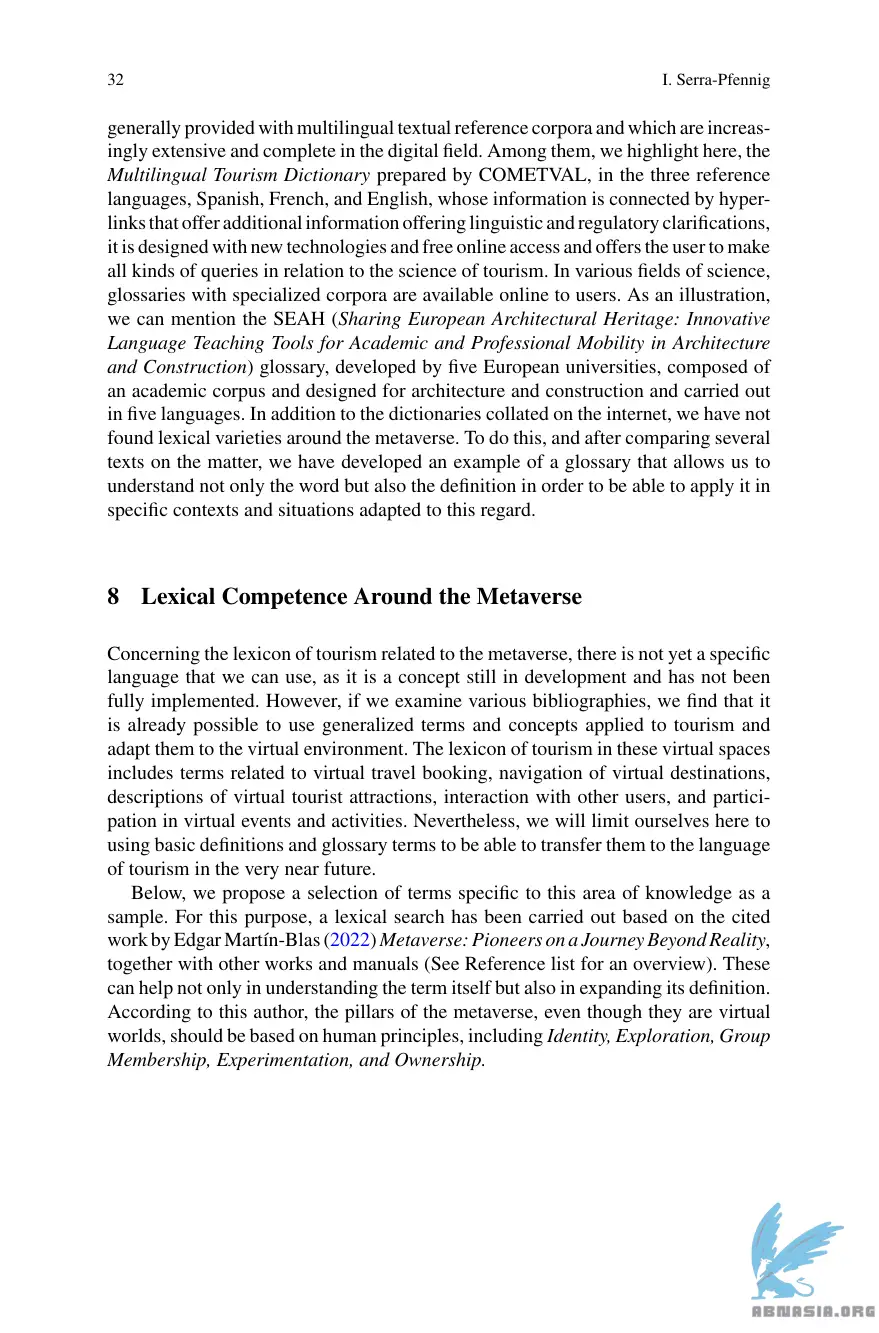 32
I. Serra-Pfennig
generally provided with multilingual textual reference corpora and which are increas-
ingly extensive and complete in the digital field. Among them, we highlight here, the
Multilingual Tourism Dictionary prepared by COMETVAL, in the three reference
languages, Spanish, French, and English, whose information is connected by hyper-
links that offer additional information offering linguistic and regulatory clarifications,
it is designed with new technologies and free online access and offers the user to make
all kinds of queries in relation to the science of tourism. In various fields of science,
glossaries with specialized corpora are available online to users. As an illustration,
we can mention the SEAH (Sharing European Architectural Heritage: Innovative
Language Teaching Tools for Academic and Professional Mobility in Architecture
and Construction) glossary, developed by five European universities, composed of
an academic corpus and designed for architecture and construction and carried out
in five languages. In addition to the dictionaries collated on the internet, we have not
found lexical varieties around the metaverse. To do this, and after comparing several
texts on the matter, we have developed an example of a glossary that allows us to
understand not only the word but also the definition in order to be able to apply it in
specific contexts and situations adapted to this regard.
8 Lexical Competence Around the Metaverse
Concerning the lexicon of tourism related to the metaverse, there is not yet a specific
language that we can use, as it is a concept still in development and has not been
fully implemented. However, if we examine various bibliographies, we find that it
is already possible to use generalized terms and concepts applied to tourism and
adapt them to the virtual environment. The lexicon of tourism in these virtual spaces
includes terms related to virtual travel booking, navigation of virtual destinations,
descriptions of virtual tourist attractions, interaction with other users, and partici-
pation in virtual events and activities. Nevertheless, we will limit ourselves here to
using basic definitions and glossary terms to be able to transfer them to the language
of tourism in the very near future.
Below, we propose a selection of terms specific to this area of knowledge as a
sample. For this purpose, a lexical search has been carried out based on the cited
work by Edgar Martín-Blas (2022) Metaverse: Pioneers on a Journey Beyond Reality,
together with other works and manuals (See Reference list for an overview). These
can help not only in understanding the term itself but also in expanding its definition.
According to this author, the pillars of the metaverse, even though they are virtual
worlds, should be based on human principles, including Identity, Exploration, Group
Membership, Experimentation, and Ownership.
ABNASIA.ORG